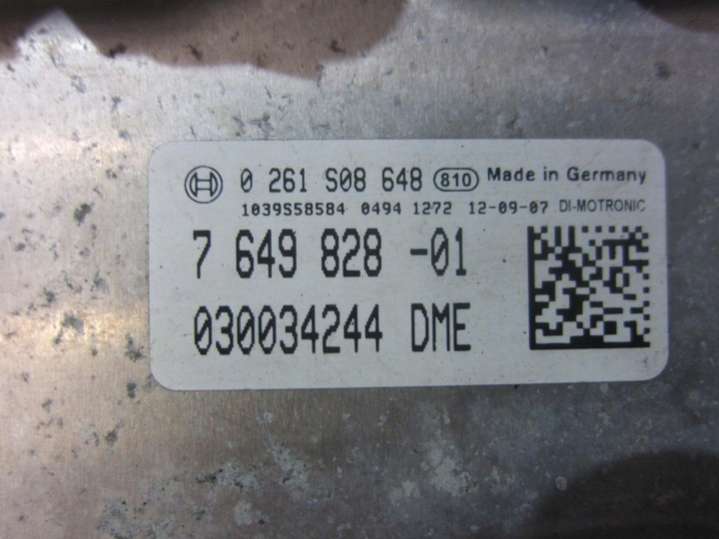 0 261 S08 648 810 Made in Germany
1039S58584 0494 1272 12-09-07 DI-MOTRONIC
7 649 828 -01
030034244 DME